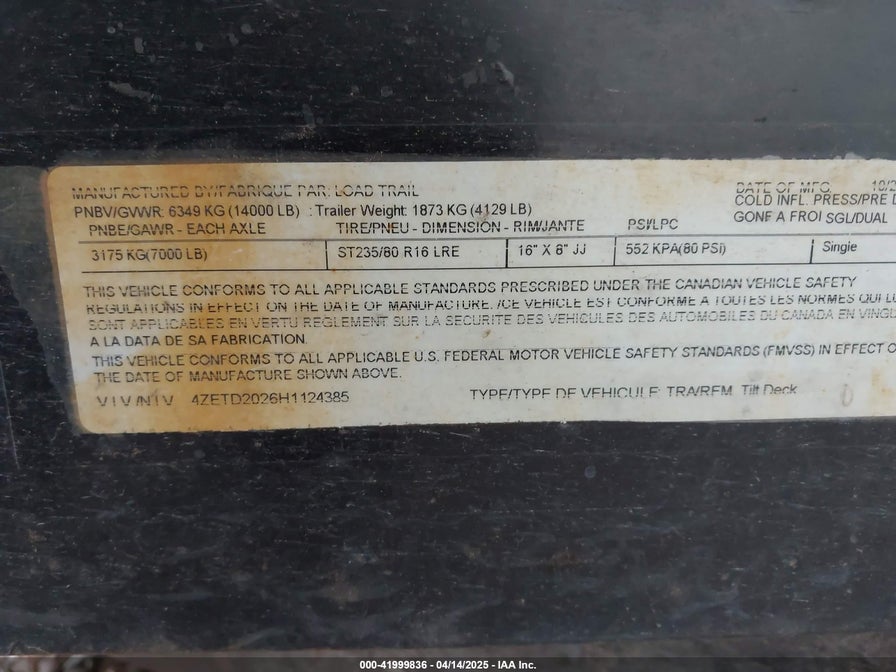 MANUFACTURED BY/FABRIQUE PAR: LOAD TRAIL DATE OF MFG. 10/2
PNBV/GVWR: 6349 KG (14000 LB) : Trailer Weight: 1873 KG (4129 LB) COLD INFL. PRESS/PRE D
PNBE/GAWR - EACH AXLE TIRE/PNEU - DIMENSION - RIM/JANTE PSI/LPC GONF A FROI SGL/DUAL
3175 KG(7000 LB) ST235/80 R16 LRE 16" X 8" JJ 552 KPA(80 PSI) Single
THIS VEHICLE CONFORMS TO ALL APPLICABLE STANDARDS PRESCRIBED UNDER THE CANADIAN VEHICLE SAFETY
REGULATIONS IN EFFECT ON THE DATE OF MANUFACTURE. /CE VEHICLE EST CONFORME A TOUTES LES NORMES QUI LU
SONT APPLICABLES EN VERTU REGLEMENT SUR LA SECURITE DES VEHICULES DES AUTOMOBILES DU CANADA EN VINGU
A LA DATA DE SA FABRICATION.
THIS VEHICLE CONFORMS TO ALL APPLICABLE U.S. FEDERAL MOTOR VEHICLE SAFETY STANDARDS (FMVSS) IN EFFECT O
THE DATE OF MANUFACTURE SHOWN ABOVE.
V I V /N I V 4ZETD2026H1124385 TYPE/TYPE DE VEHICULE: TRA/REM Tilt Deck
000-41999836 - 04/14/2025 - IAA Inc.